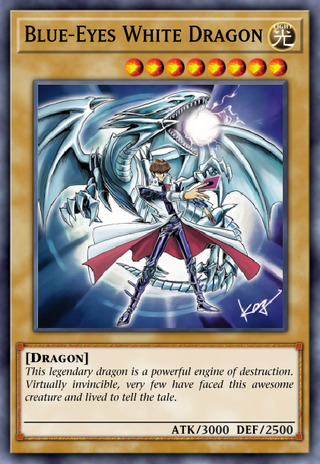 Blue-Eyes White Dragon
LIGHT
光
[Dragon]
This legendary dragon is a powerful engine of destruction.
Virtually invincible, very few have faced this awesome
creature and lived to tell the tale.
ATK/3000 DEF/2500